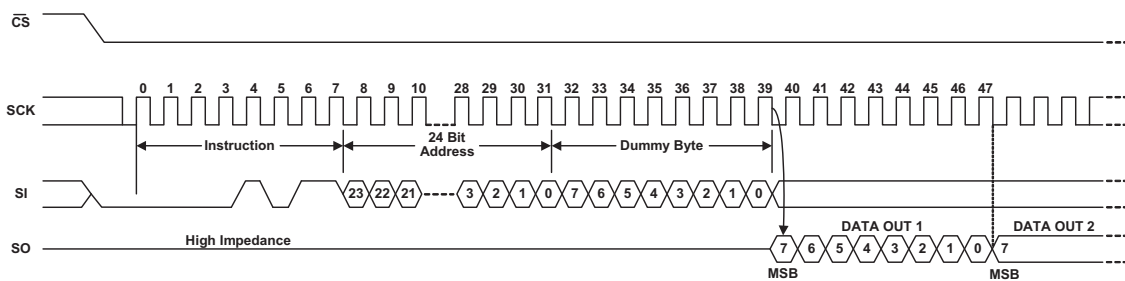 CS
0 1 2 3 4 5 6 7 8 9 10 28 29 30 31 32 33 34 35 36 37 38 39 40 41 42 43 44 45 46 47
SCK
Instruction
24 Bit
Address
Dummy Byte
SI
23 22 21 3 2 1 0 7 6 5 4 3 2 1 0
High Impedance
DATA OUT 1
DATA OUT 2
SO
7 6 5 4 3 2 1 0 7
MSB
MSB